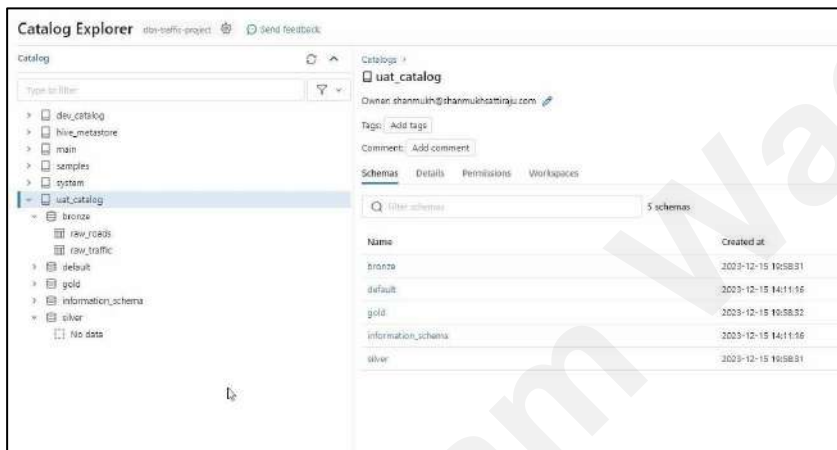 Catalog Explorer dbs-traffic-project Send feedback
Catalog
Type to filter
dev_catalog
hive_metastore
main
samples
system
uat_catalog
bronze
raw_roads
raw_traffic
default
gold
information_schema
silver
No data
Catalogs >
uat_catalog
Owner: shanmukh@shanmukhsattiraju.com
Tags: Add tags
Comment: Add comment
Schemas Details Permissions Workspaces
Filter schemas 5 schemas
Name Created at
bronze 2023-12-15 19:58:31
default 2023-12-15 14:11:16
gold 2023-12-15 19:58:32
information_schema 2023-12-15 14:11:16
silver 2023-12-15 19:58:31